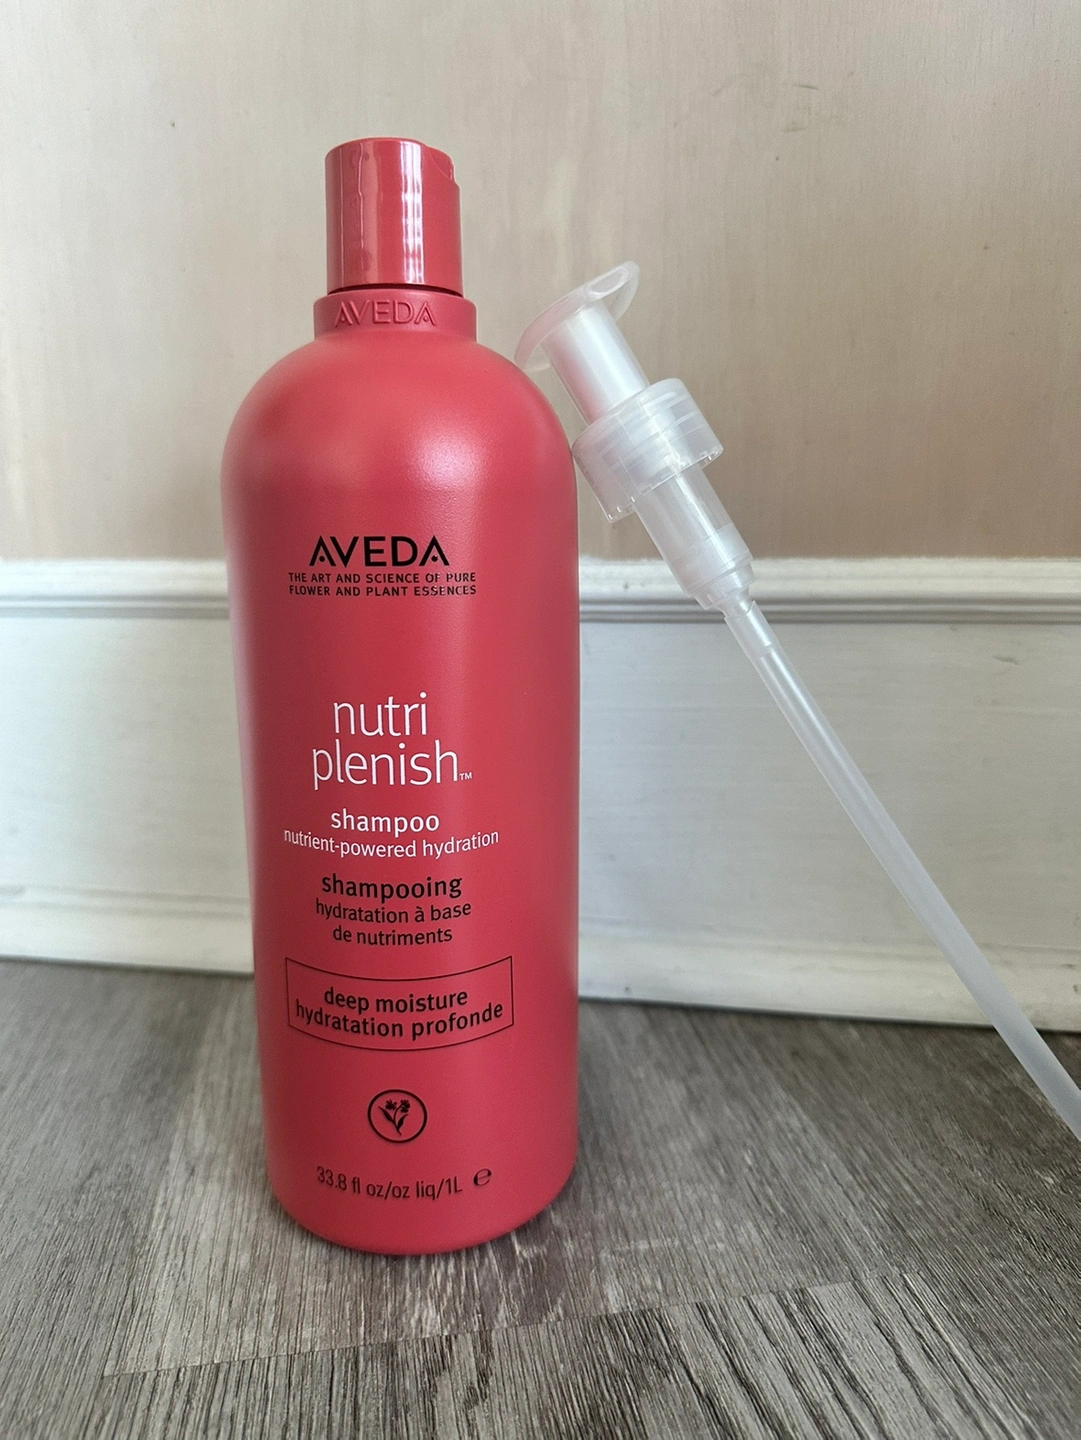 AVEDA
AVEDA
THE ART AND SCIENCE OF PURE
FLOWER AND PLANT ESSENCES
nutri
plenish™
shampoo
nutrient-powered hydration
shampooing
hydratation à base
de nutriments
deep moisture
hydratation profonde
33.8 fl oz/oz liq/1L ℮